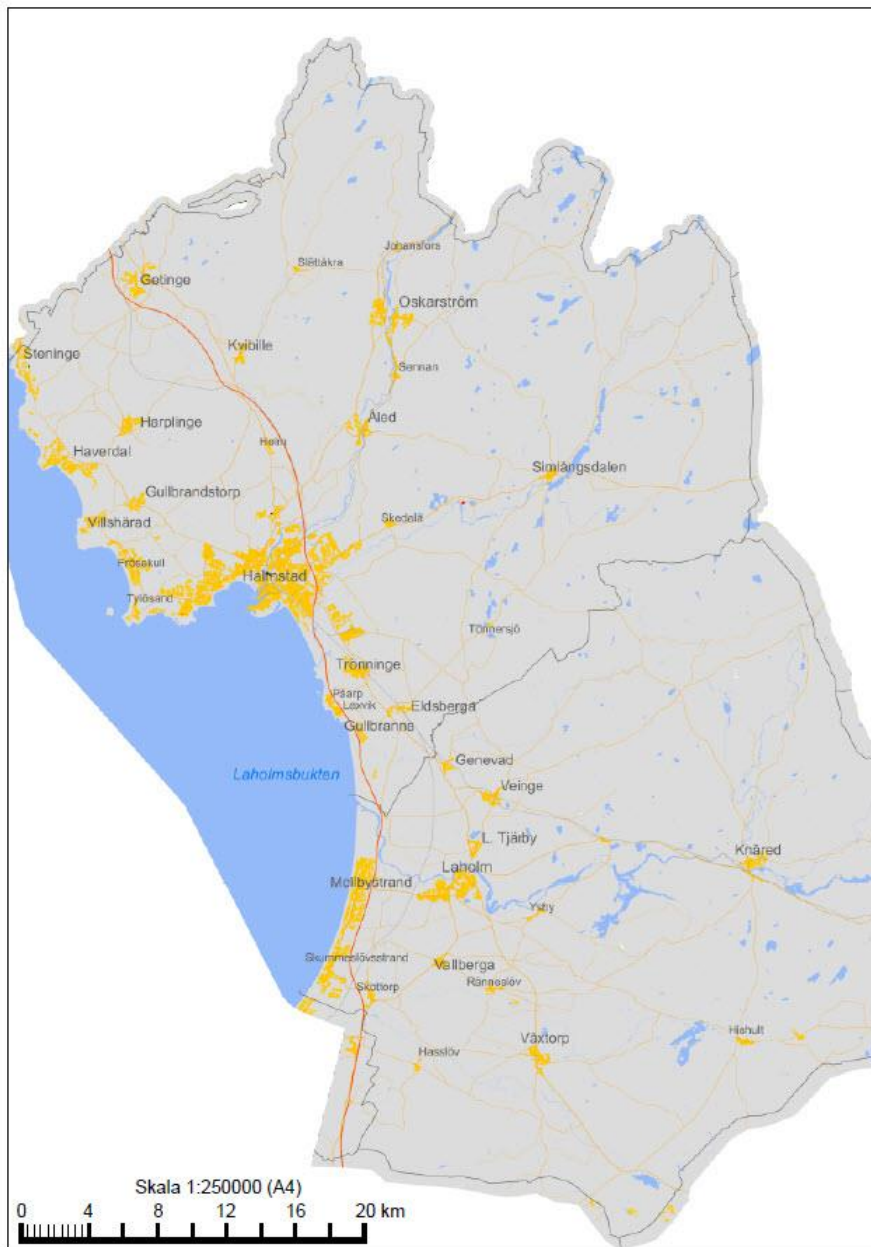 Johansfors
Slättåkra
Getinge
Oskarström
Kvibille
Steninge
Sennan
Harplinge
Åled
Holm
Haverdal
Simlångsdalen
Gullbrandstorp
Villshärad
Skedala
Frösakull
Halmstad
Tylösand
Tönnersjö
Trönninge
Påarp
Laxvik
Eldsberga
Gullbranna
Genevad
Laholmsbukten
Veinge
L. Tjärby
Knäred
Laholm
Mellbystrand
Ysby
Skummeslövsstrand
Vallberga
Ränneslöv
Skottorp
Hishult
Våxtorp
Hasslöv
Skala 1:250000 (A4)
0 4 8 12 16 20 km